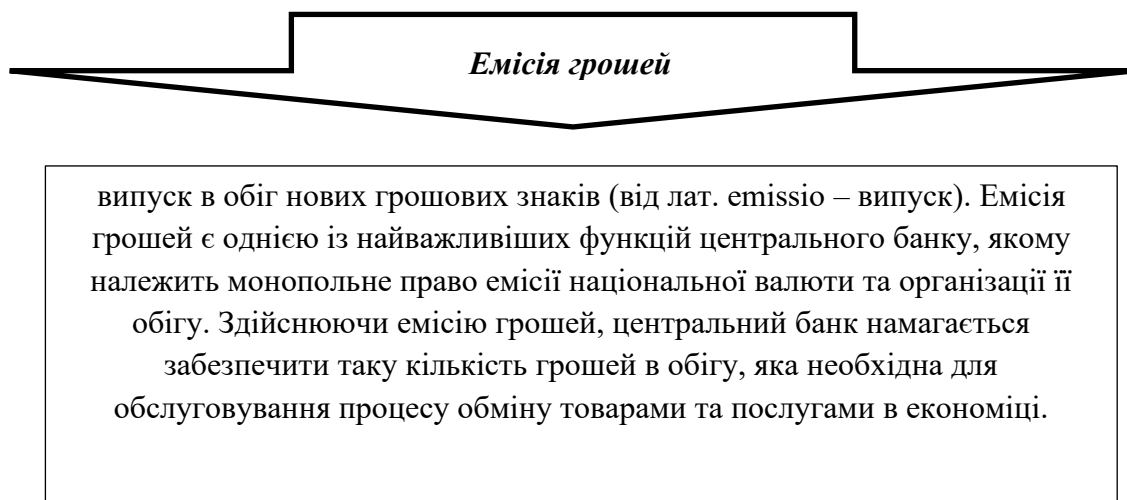 Емісія грошей
випуск в обіг нових грошових знаків (від лат. emissio – випуск). Емісія
грошей є однією із найважливіших функцій центрального банку, якому
належить монопольне право емісії національної валюти та організації її
обігу. Здійснюючи емісію грошей, центральний банк намагається
забезпечити таку кількість грошей в обігу, яка необхідна для
обслуговування процесу обміну товарами та послугами в економіці.